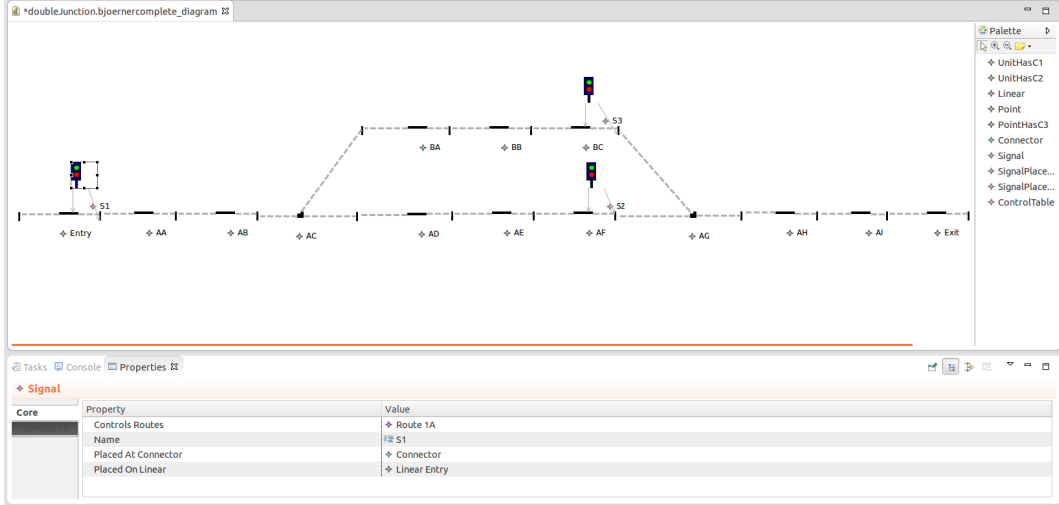 *doubleJunction.bjoernercomplete_diagram
Palette
UnitHasC1
UnitHasC2
Linear
Point
PointHasC3
Connector
Signal
SignalPlace...
SignalPlace...
ControlTable
S3
BA
BB
BC
S1
S2
Entry
AA
AB
AC
AD
AE
AF
AG
AH
AI
Exit
Tasks
Console
Properties
Signal
Core
Property Value
Controls Routes Route 1A
Name S1
Placed At Connector Connector
Placed On Linear Linear Entry